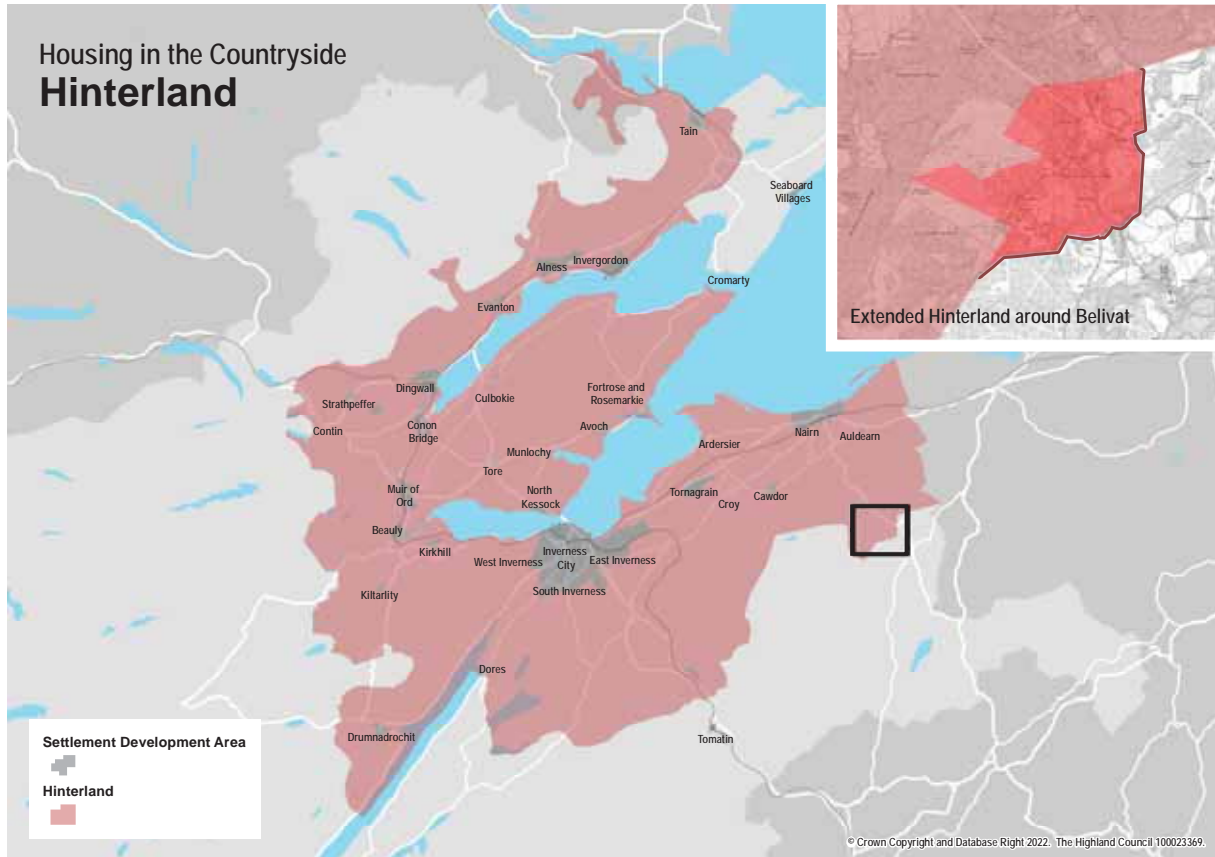 Housing in the Countryside
Hinterland
Tain
Seaboard
Villages
Alness
Invergordon
Cromarty
Evanton
Extended Hinterland around Belivat
Dingwall
Strathpeffer
Culbokie
Fortrose and
Rosemarkie
Contin
Conon
Bridge
Avoch
Nairn
Auldearn
Ardersier
Munlochy
Tore
Muir of
Ord
North
Kessock
Tornagrain
Croy
Cawdor
Beauly
Kirkhill
West Inverness
Inverness
City
East Inverness
South Inverness
Kiltarlity
Dores
Drumnadrochit
Tomatin
Settlement Development Area
Hinterland
© Crown Copyright and Database Right 2022. The Highland Council 100023369.